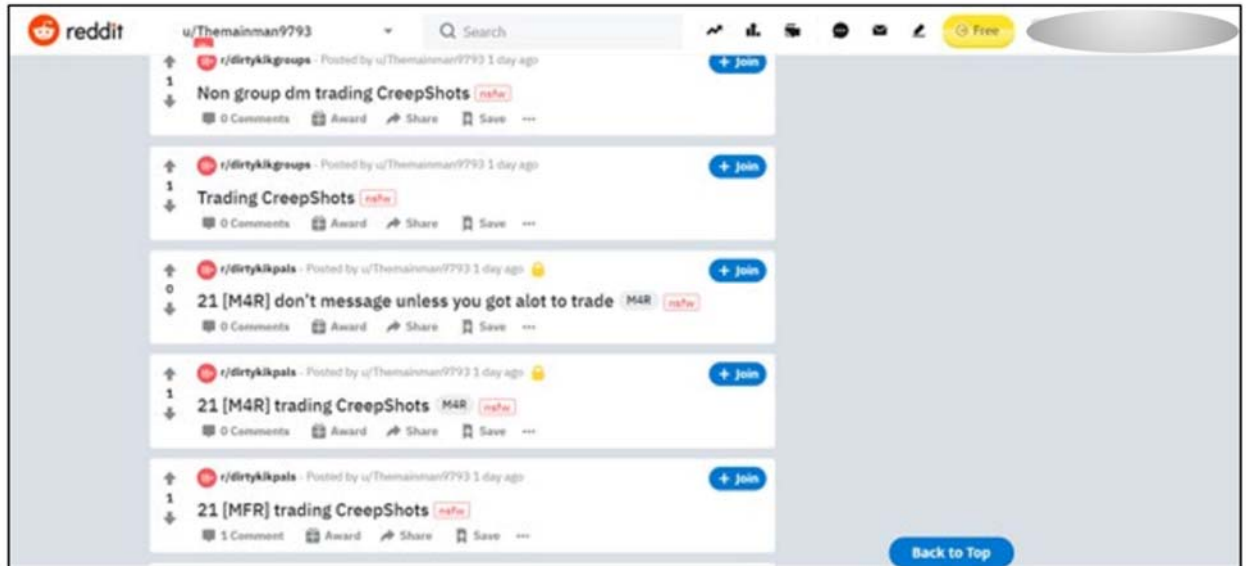 reddit u/Themainman9793 Search Free
r/dirtykikgroups · Posted by u/Themainman9793 1 day ago + Join
1
Non group dm trading CreepShots nsfw
0 Comments Award Share Save ...
r/dirtykikgroups · Posted by u/Themainman9793 1 day ago + Join
1
Trading CreepShots nsfw
0 Comments Award Share Save ...
r/dirtykikpals · Posted by u/Themainman9793 1 day ago + Join
0
21 [M4R] don't message unless you got alot to trade M4R nsfw
0 Comments Award Share Save ...
r/dirtykikpals · Posted by u/Themainman9793 1 day ago + Join
1
21 [M4R] trading CreepShots M4R nsfw
0 Comments Award Share Save ...
r/dirtykikpals · Posted by u/Themainman9793 1 day ago + Join
1
21 [MFR] trading CreepShots nsfw
1 Comment Award Share Save ...
Back to Top